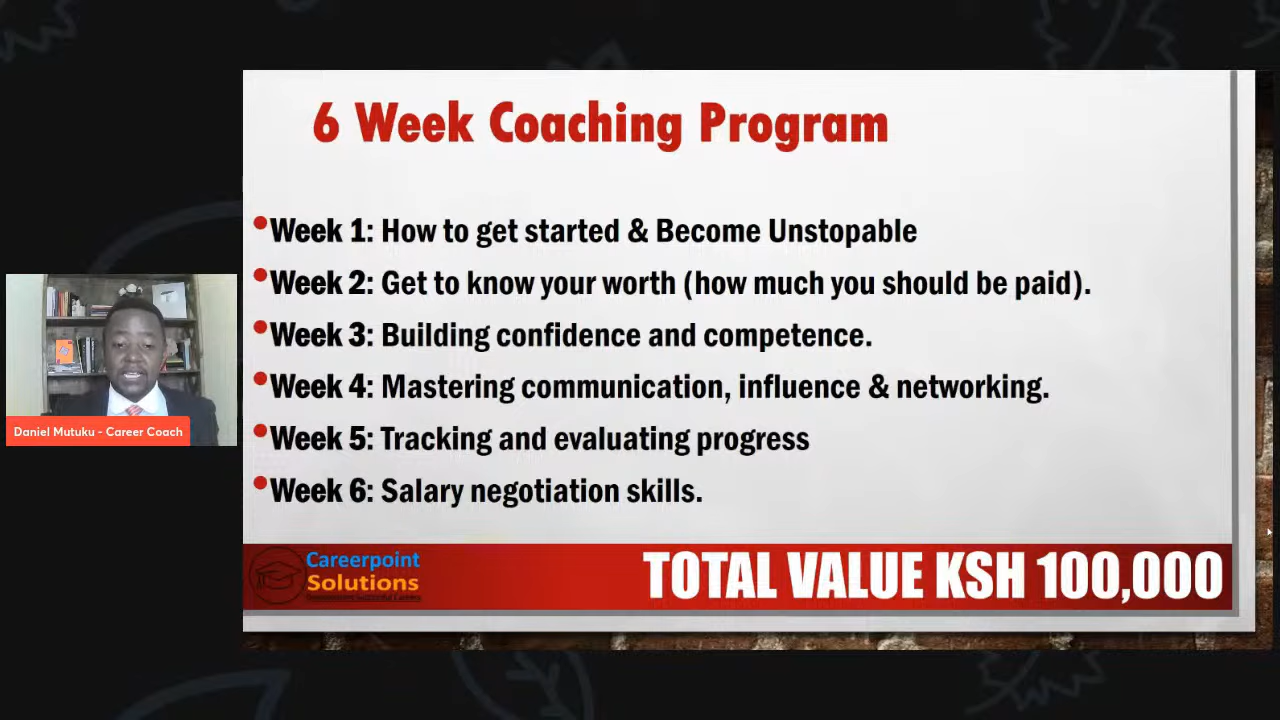 6 Week Coaching Program
Week 1: How to get started & Become Unstopable
Week 2: Get to know your worth (how much you should be paid).
Week 3: Building confidence and competence.
Week 4: Mastering communication, influence & networking.
Week 5: Tracking and evaluating progress
Week 6: Salary negotiation skills.
Daniel Mutuku - Career Coach
Careerpoint
Solutions
TOTAL VALUE KSH 100,000